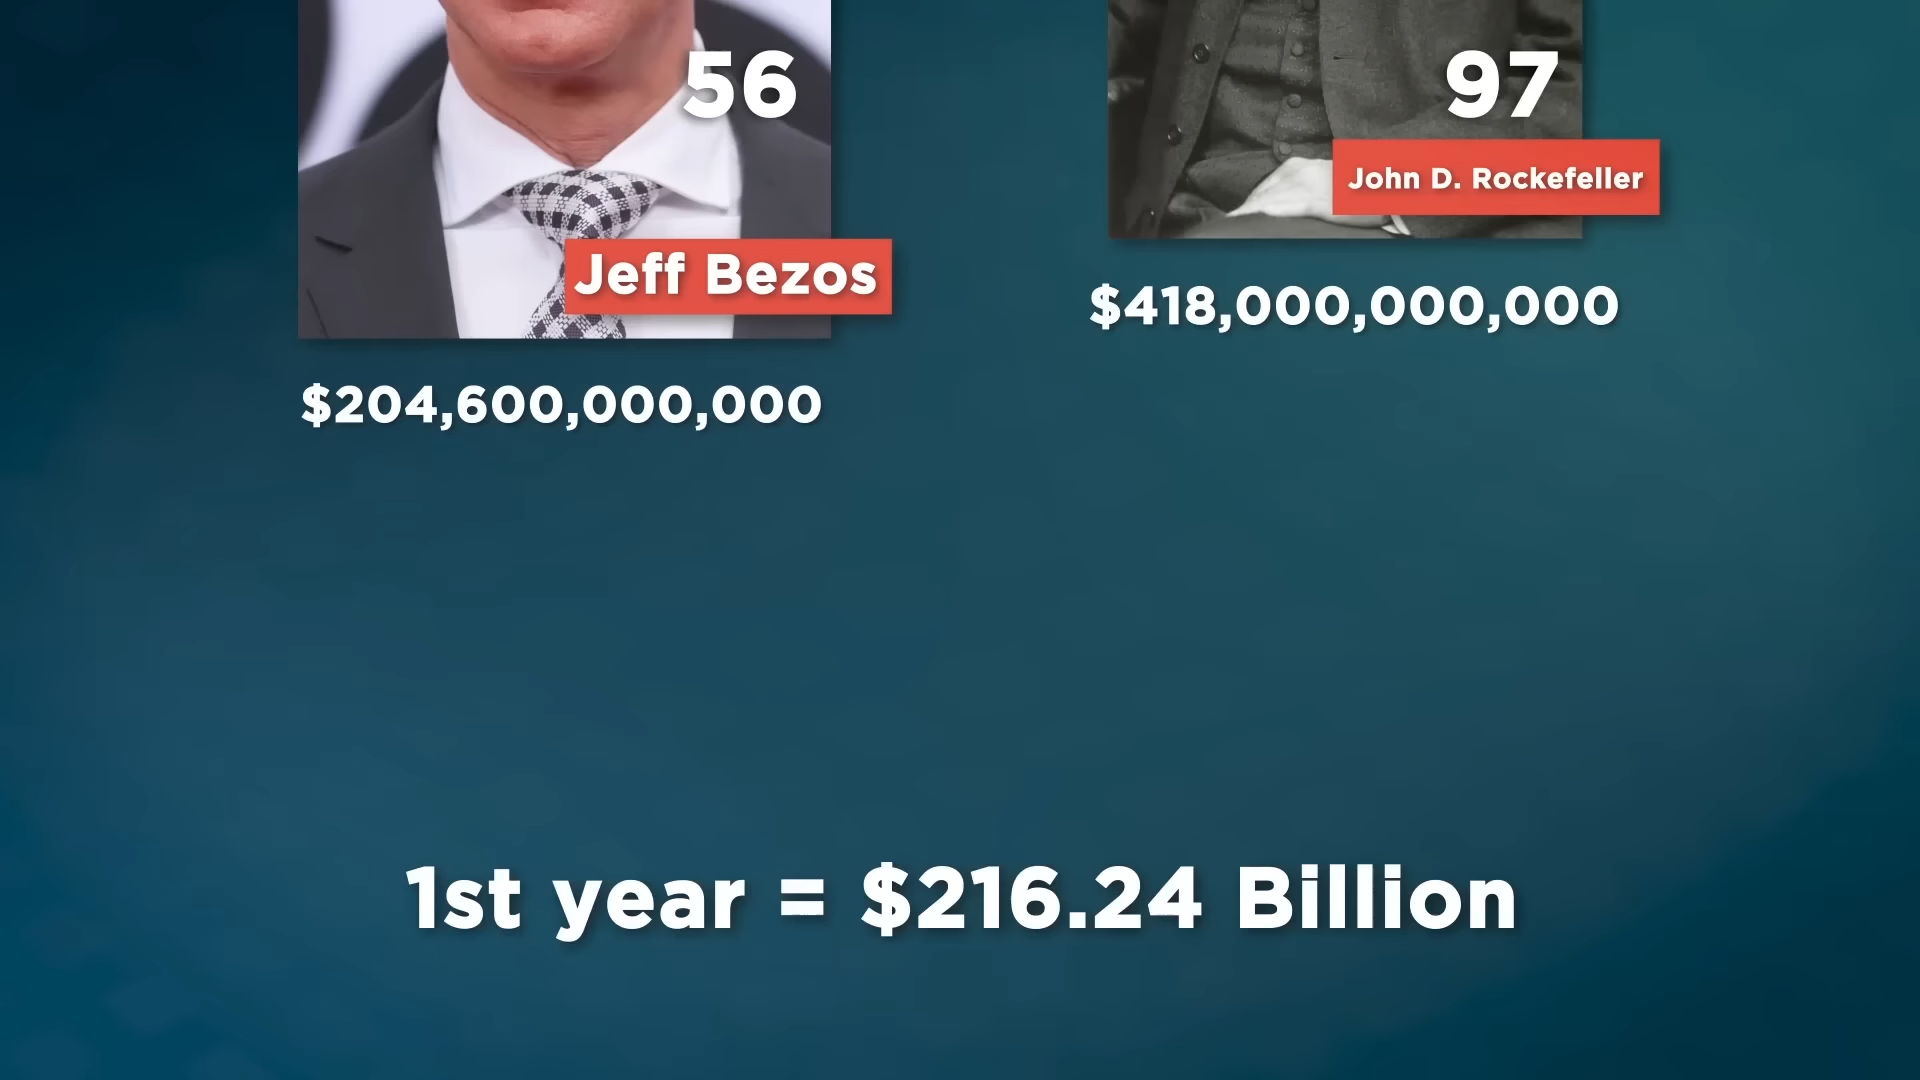 56
Jeff Bezos
$204,600,000,000
97
John D. Rockefeller
$418,000,000,000
1st year = $216.24 Billion